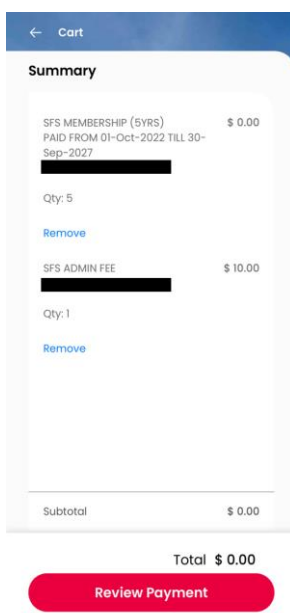 ← Cart
Summary
SFS MEMBERSHIP (5YRS) $ 0.00
PAID FROM 01-Oct-2022 TILL 30-
Sep-2027
Qty: 5
Remove
SFS ADMIN FEE $ 10.00
Qty: 1
Remove
Subtotal $ 0.00
Total $ 0.00
Review Payment